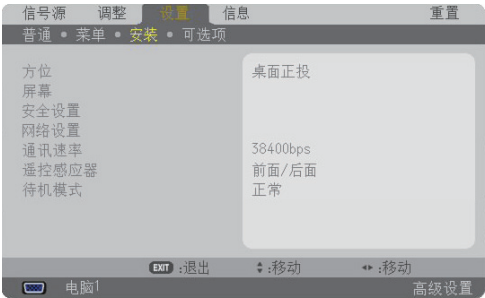 信号源 调整 设置 信息 重置
普通 • 菜单 • 安装 • 可选项
方位 桌面正投
屏幕
安全设置
网络设置
通讯速率 38400bps
遥控感应器 前面/后面
待机模式 正常
EXIT :退出 :移动 :移动
电脑1 高级设置